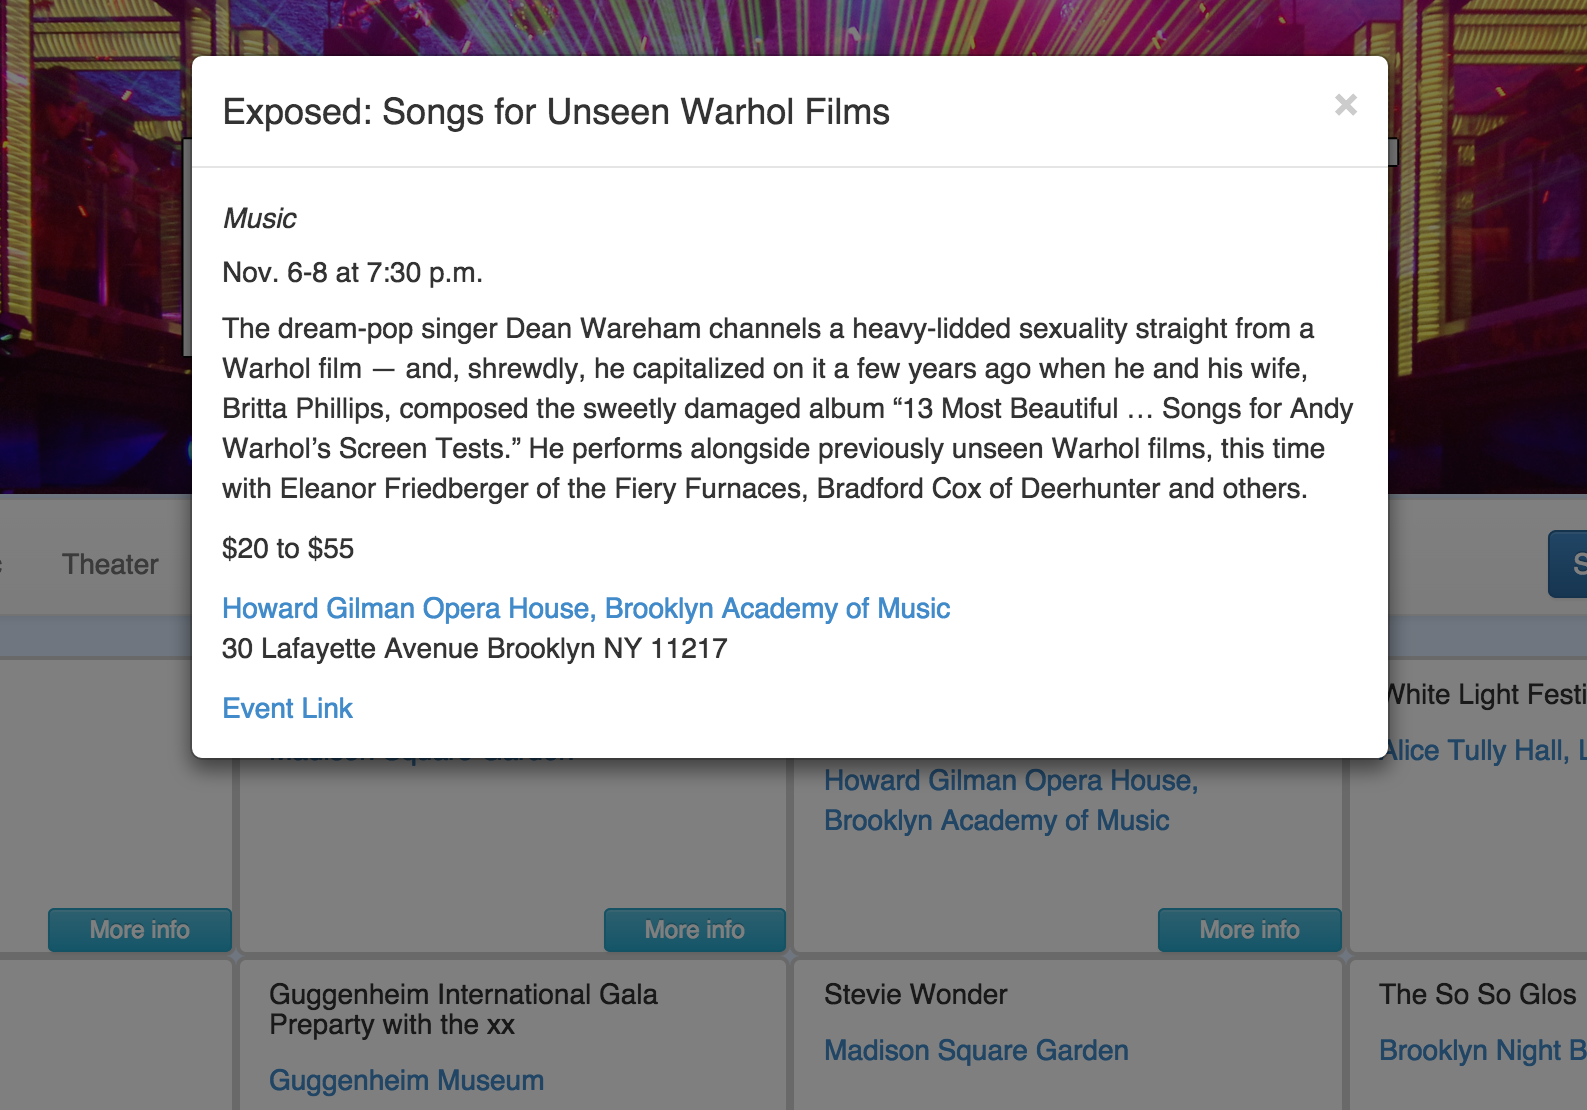 Exposed: Songs for Unseen Warhol Films
×
Music
Nov. 6-8 at 7:30 p.m.
The dream-pop singer Dean Wareham channels a heavy-lidded sexuality straight from a
Warhol film — and, shrewdly, he capitalized on it a few years ago when he and his wife,
Britta Phillips, composed the sweetly damaged album “13 Most Beautiful … Songs for Andy
Warhol’s Screen Tests.” He performs alongside previously unseen Warhol films, this time
with Eleanor Friedberger of the Fiery Furnaces, Bradford Cox of Deerhunter and others.
$20 to $55
Howard Gilman Opera House, Brooklyn Academy of Music
30 Lafayette Avenue Brooklyn NY 11217
Event Link
Theater
Madison Square Garden
Howard Gilman Opera House,
Brooklyn Academy of Music
White Light
Alice Tully Hall,
More info
More info
More info
Guggenheim International Gala
Preparty with the xx
Guggenheim Museum
Stevie Wonder
Madison Square Garden
The So So Glos
Brooklyn Night